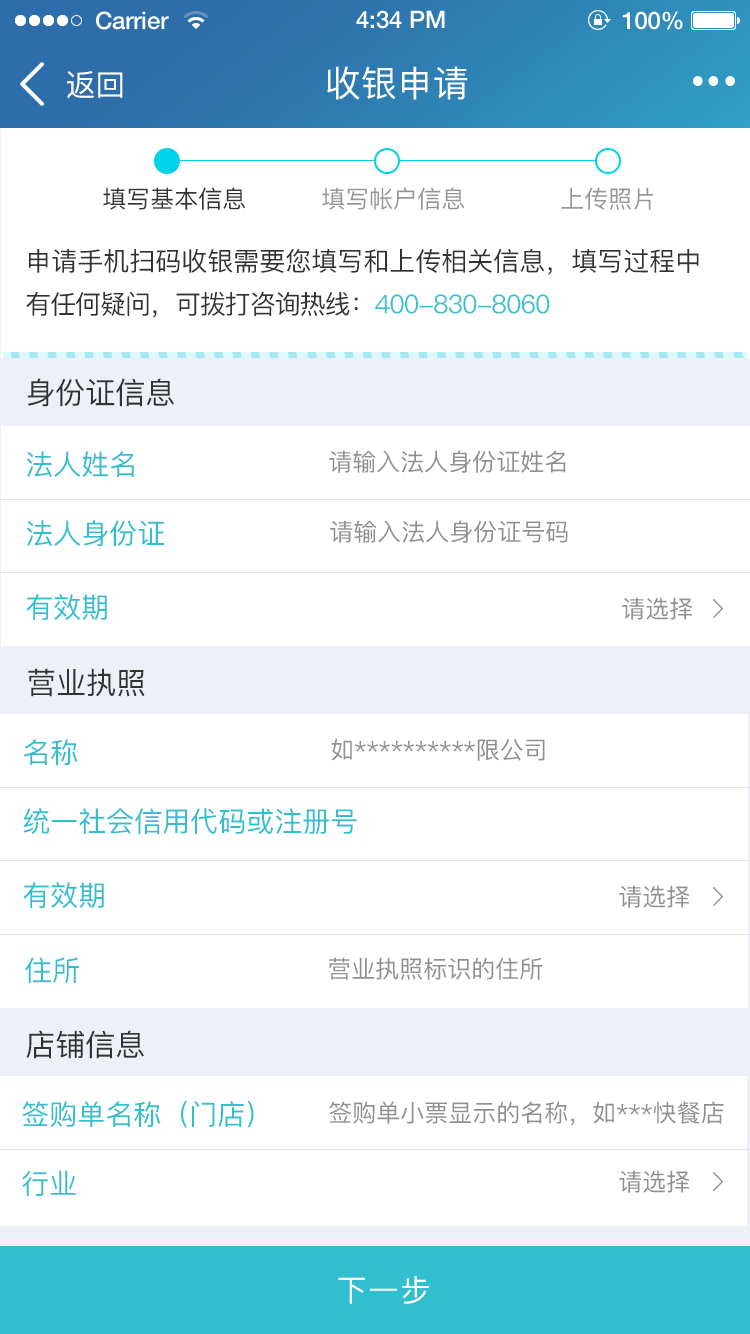 Carrier 4:34 PM 100%
返回 收银申请
填写基本信息 填写帐户信息 上传照片
申请手机扫码收银需要您填写和上传相关信息，填写过程中
有任何疑问，可拨打咨询热线：400-830-8060
身份证信息
法人姓名 请输入法人身份证姓名
法人身份证 请输入法人身份证号码
有效期 请选择
营业执照
名称 如**********限公司
统一社会信用代码或注册号
有效期 请选择
住所 营业执照标识的住所
店铺信息
签购单名称（门店） 签购单小票显示的名称，如***快餐店
行业 请选择
下一步